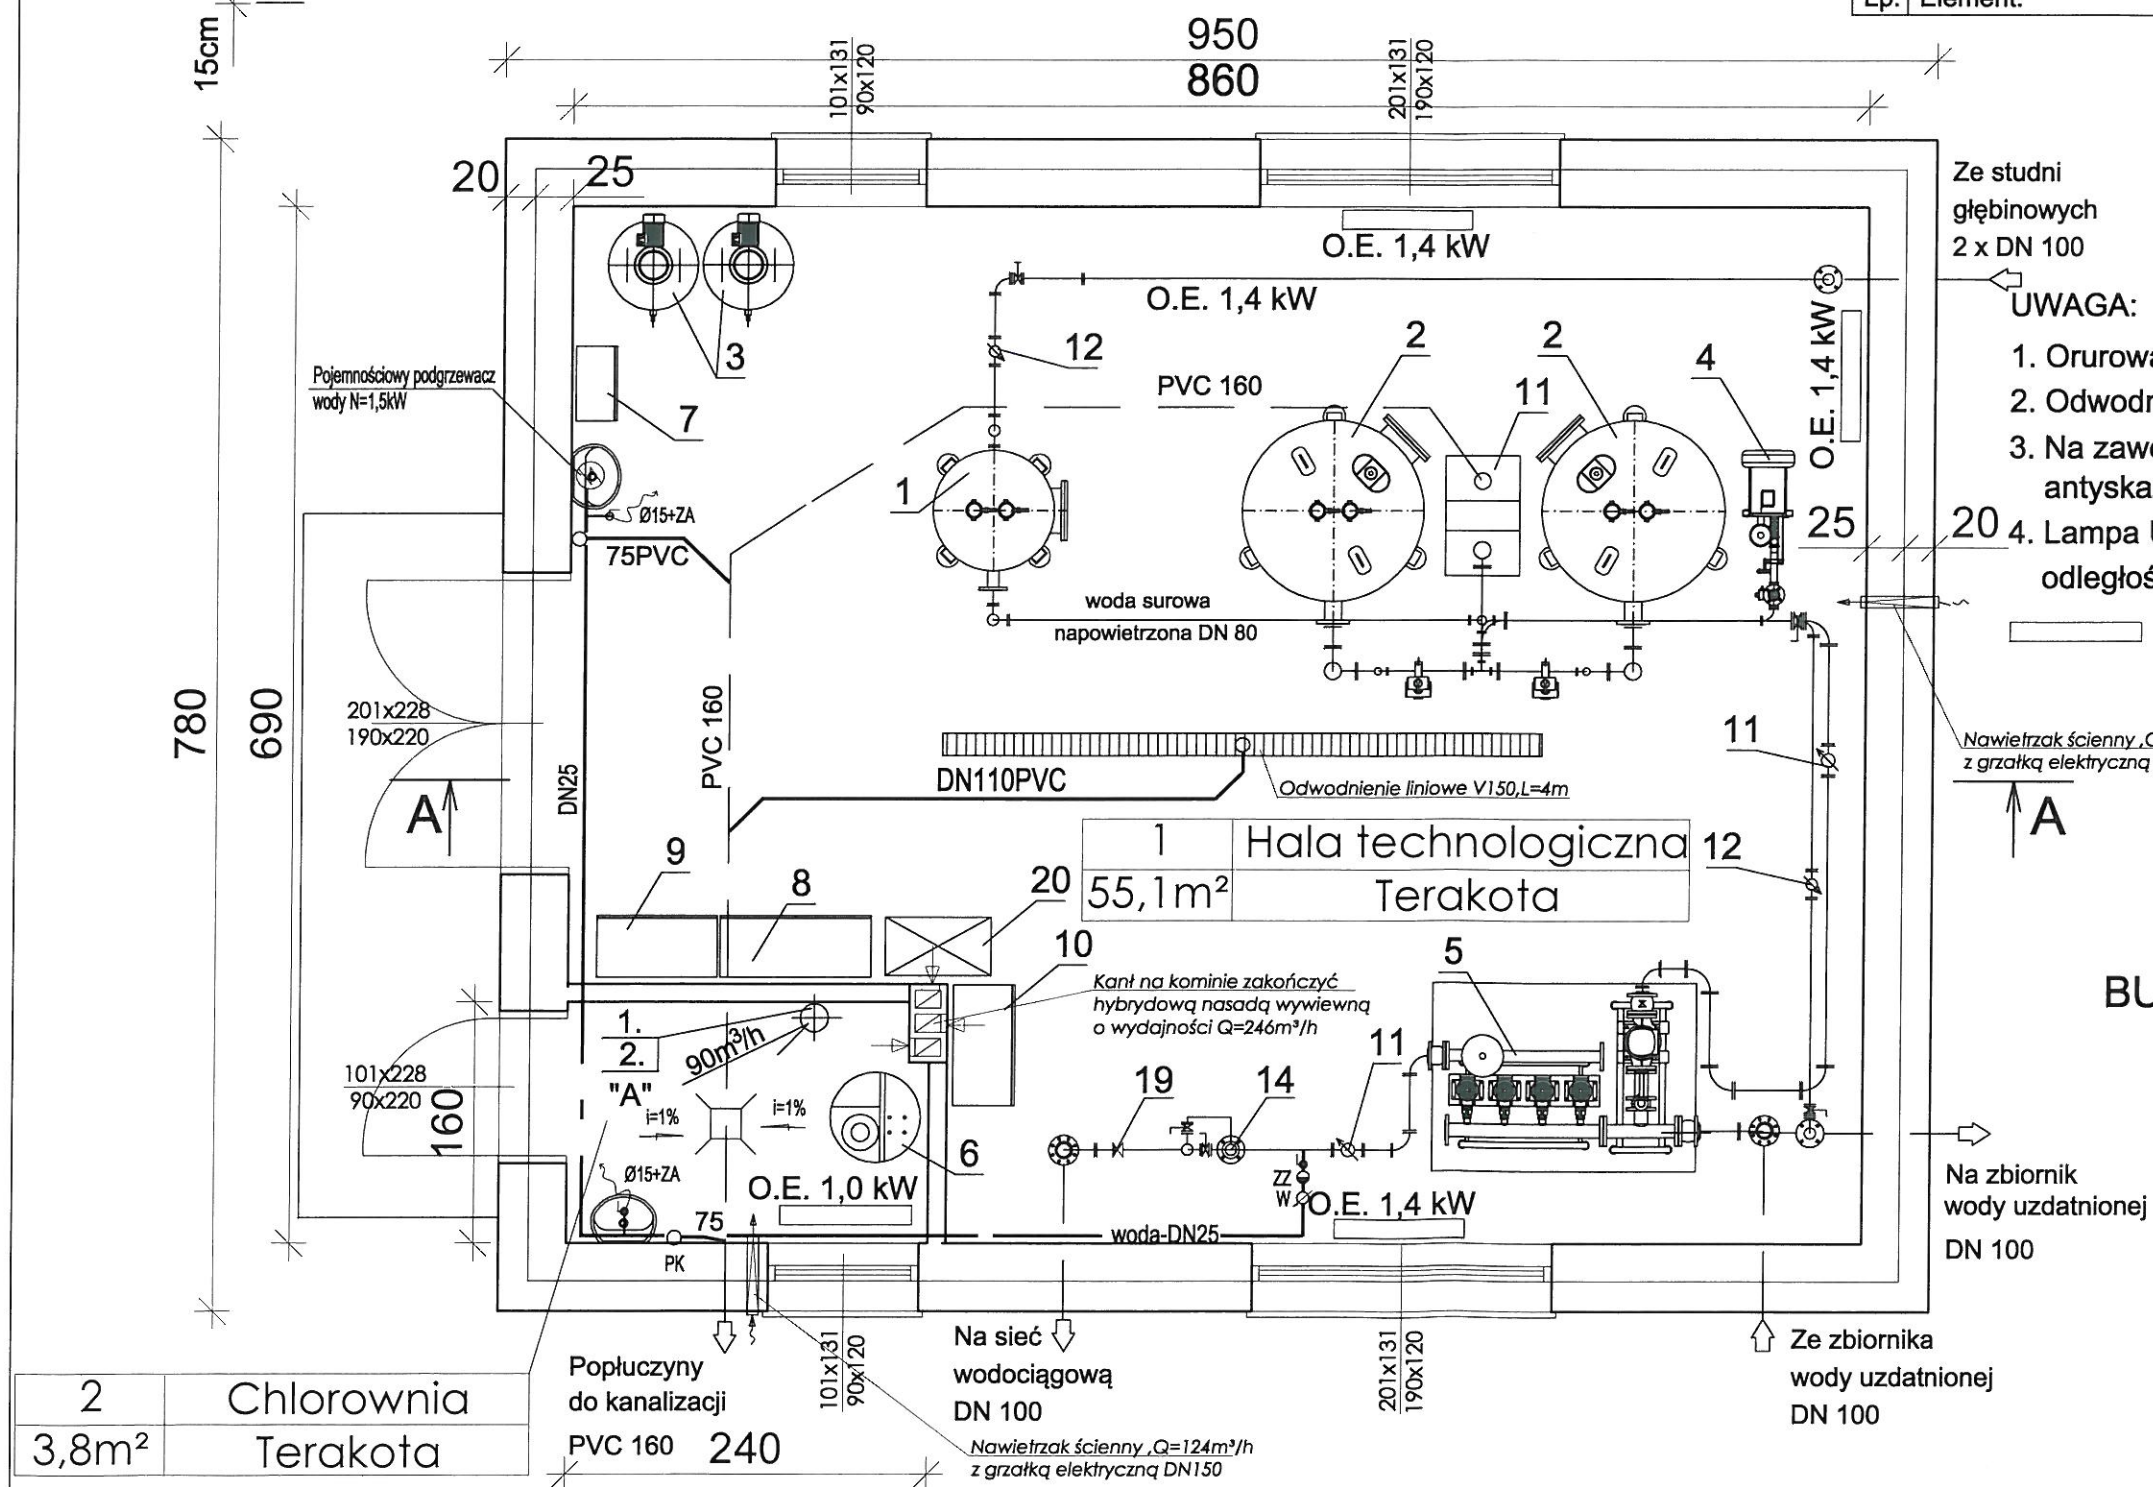 15cm
Lp. Element.
950
860
101x131
90x120
201x131
190x120
20
25
Ze studni
głębinowych
2 x DN 100
O.E. 1,4 kW
O.E. 1,4 kW
O.E. 1,4 kW
UWAGA:
1.
2.
3. Na
4. Lampa
3
12
2
2
4
11
PVC 160
Pojemnościowy podgrzewacz
wody N=1,5kW
7
1
Ø15+ZA
75PVC
25
20
woda surowa
napowietrzona DN 80
780
690
201x228
190x220
PVC 160
DN25
11
Nawietrzak ścienny
z grzałką elektryczną
DN110PVC
Odwodnienie liniowe V150,L=4m
A
A
1 Hala technologiczna
55,1m² Terakota
12
9
8
20
10
5
Kanł na kominie zakończyć
hybrydową nasadą wywiewną
o wydajności Q=246m³/h
BU
1.
2.
90m³/h
"A"
i=1%
i=1%
101x228
90x220
160
11
19
14
6
Ø15+ZA
O.E. 1,0 kW
ZZ
W
O.E. 1,4 kW
75
PK
woda-DN25
Na zbiornik
wody uzdatnionej
DN 100
Na sieć
wodociągową
DN 100
Ze zbiornika
wody uzdatnionej
DN 100
Popłuczyny
do kanalizacji
PVC 160
240
101x131
90x120
201x131
190x120
Nawietrzak ścienny ,Q=124m³/h
z grzałką elektryczną DN150
2 Chlorownia
3,8m² Terakota